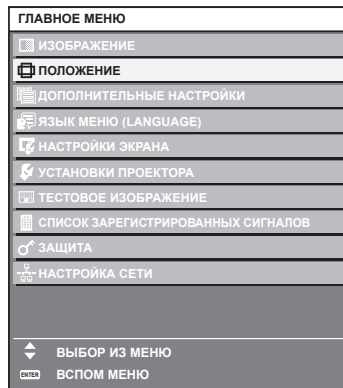 ГЛАВНОЕ МЕНЮ
ИЗОБРАЖЕНИЕ
ПОЛОЖЕНИЕ
ДОПОЛНИТЕЛЬНЫЕ НАСТРОЙКИ
ЯЗЫК МЕНЮ (LANGUAGE)
НАСТРОЙКИ ЭКРАНА
УСТАНОВКИ ПРОЕКТОРА
ТЕСТОВОЕ ИЗОБРАЖЕНИЕ
СПИСОК ЗАРЕГИСТРИРОВАННЫХ СИГНАЛОВ
ЗАЩИТА
НАСТРОЙКА СЕТИ
ВЫБОР ИЗ МЕНЮ
ENTER ВСПОМ МЕНЮ